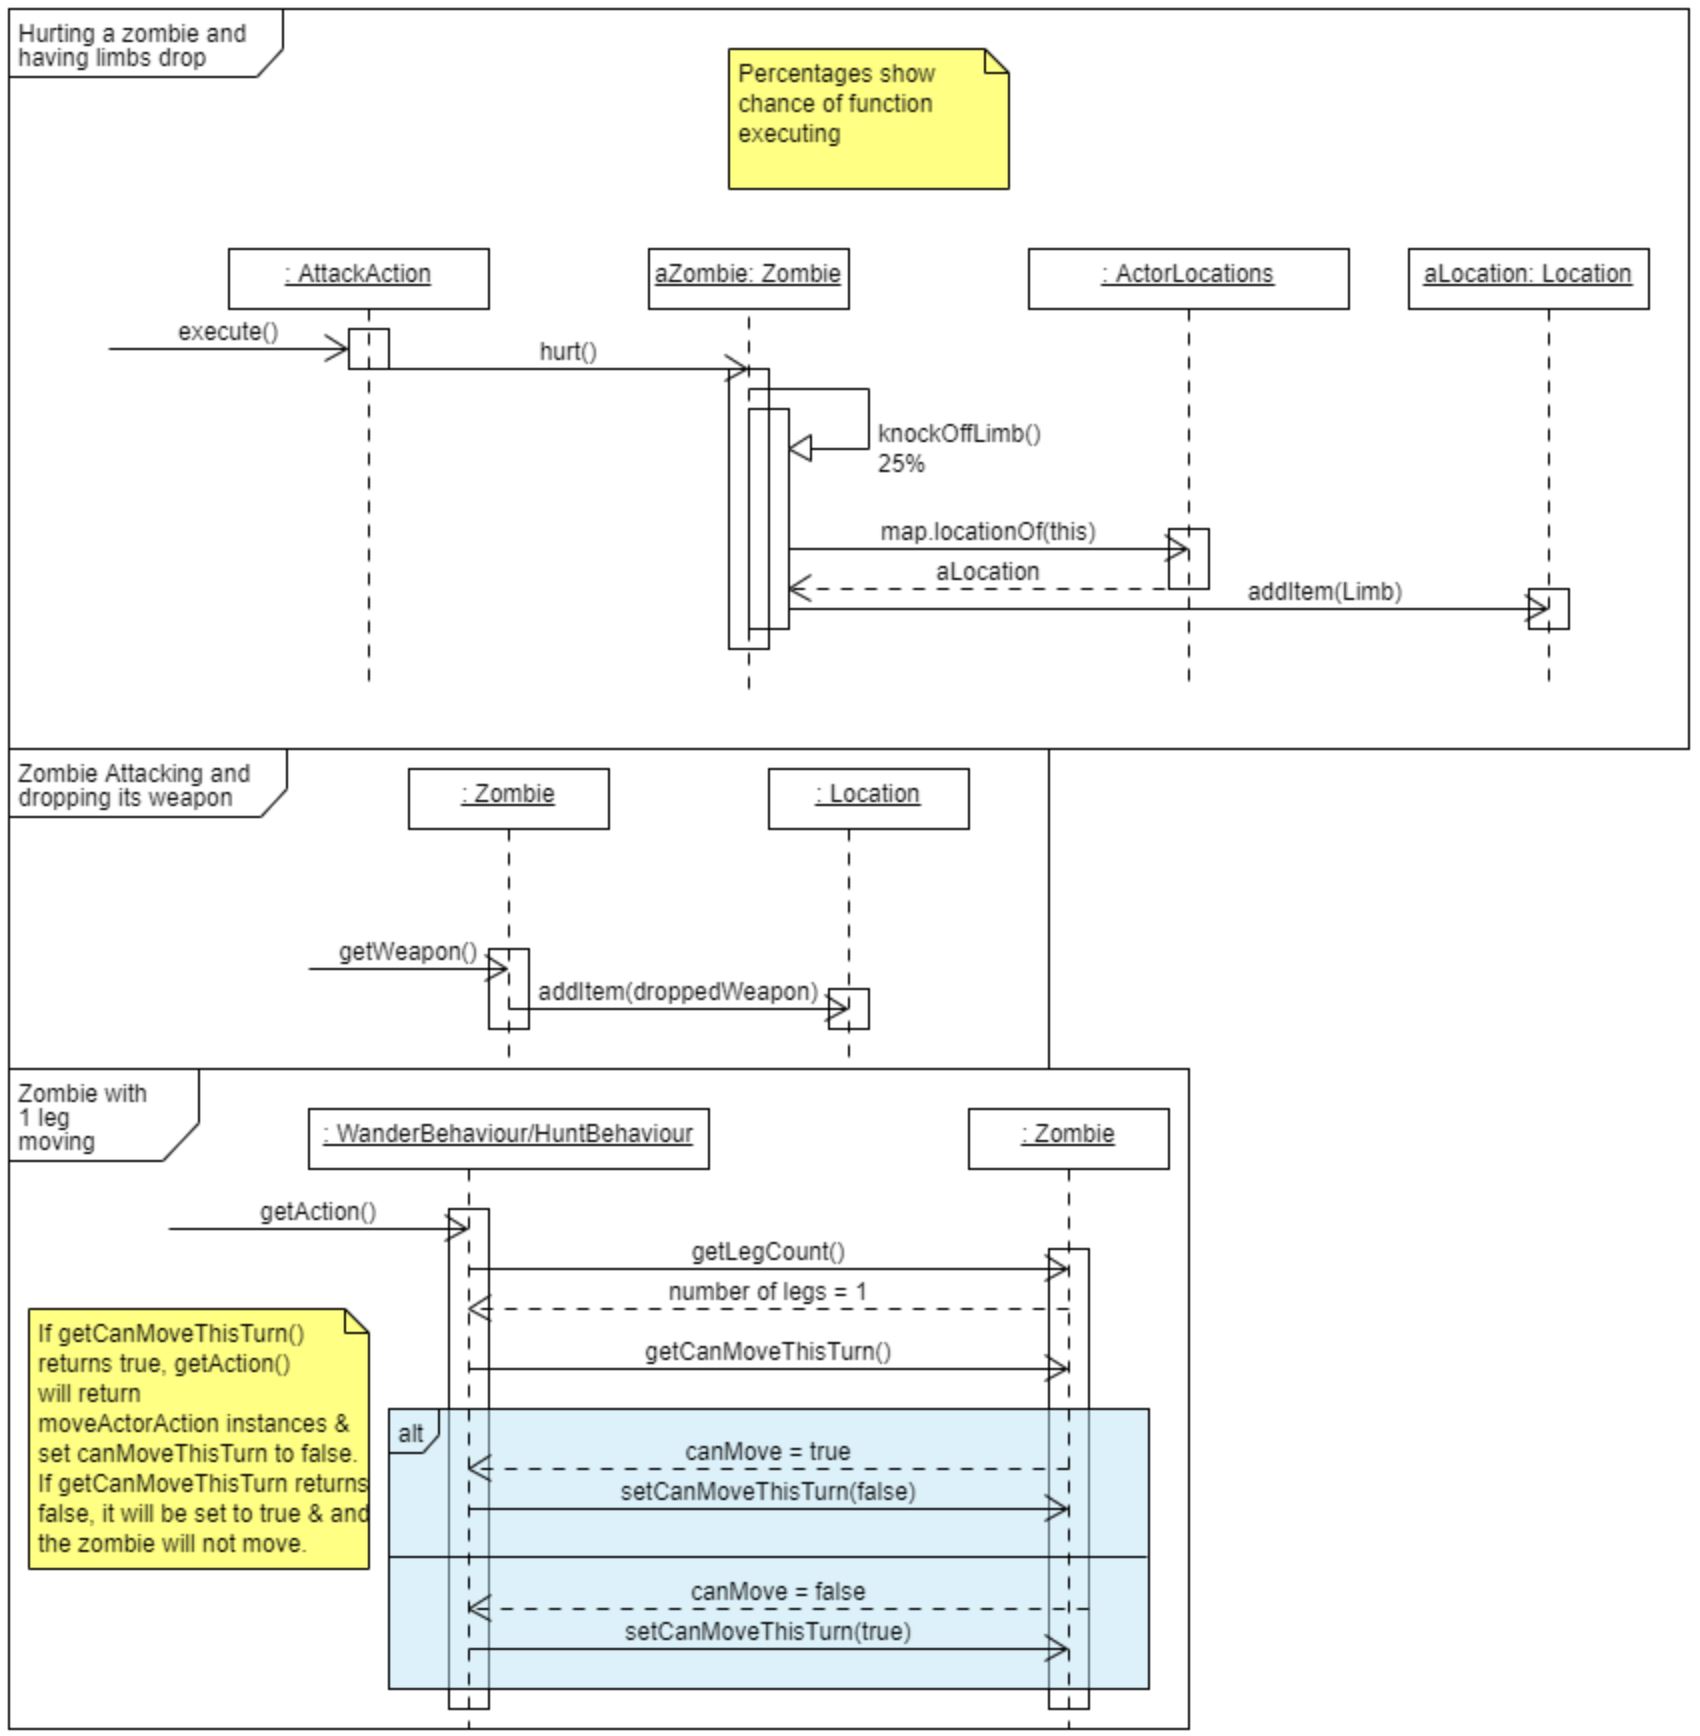 Hurting a zombie and
having limbs drop
Percentages show
chance of function
executing
: AttackAction
aZombie: Zombie
: ActorLocations
aLocation: Location
execute()
hurt()
knockOffLimb()
25%
map.locationOf(this)
aLocation
addItem(Limb)
Zombie Attacking and
dropping its weapon
: Zombie
: Location
getWeapon()
addItem(droppedWeapon)
Zombie with
1 leg
moving
: WanderBehaviour/HuntBehaviour
: Zombie
getAction()
getLegCount()
number of legs = 1
getCanMoveThisTurn()
If getCanMoveThisTurn()
returns true, getAction()
will return
moveActorAction instances &
set canMoveThisTurn to false.
If getCanMoveThisTurn returns
false, it will be set to true & and
the zombie will not move.
alt
canMove = true
setCanMoveThisTurn(false)
canMove = false
setCanMoveThisTurn(true)